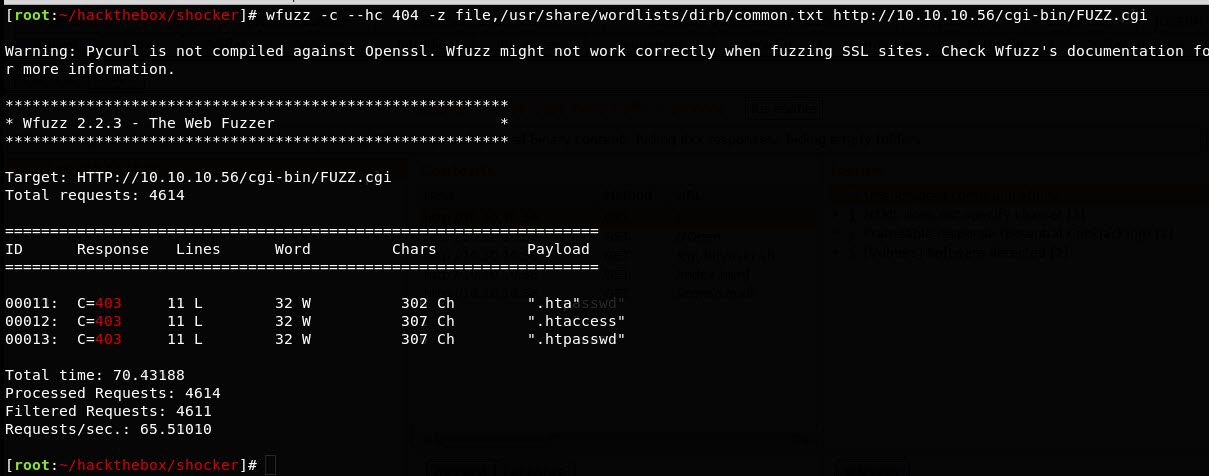 [root:~/hackthebox/shocker]# wfuzz -c --hc 404 -z file,/usr/share/wordlists/dirb/common.txt http://10.10.10.56/cgi-bin/FUZZ.cgi
Warning: Pycurl is not compiled against Openssl. Wfuzz might not work correctly when fuzzing SSL sites. Check Wfuzz's documentation fo
r more information.
********************************************************
* Wfuzz 2.2.3 - The Web Fuzzer                         *
********************************************************
Target: HTTP://10.10.10.56/cgi-bin/FUZZ.cgi
Total requests: 4614
==================================================================
ID      Response   Lines      Word         Chars          Payload
==================================================================
00011:  C=403     11 L        32 W          302 Ch        ".hta"
00012:  C=403     11 L        32 W          307 Ch        ".htaccess"
00013:  C=403     11 L        32 W          307 Ch        ".htpasswd"
Total time: 70.43188
Processed Requests: 4614
Filtered Requests: 4611
Requests/sec.: 65.51010
[root:~/hackthebox/shocker]#